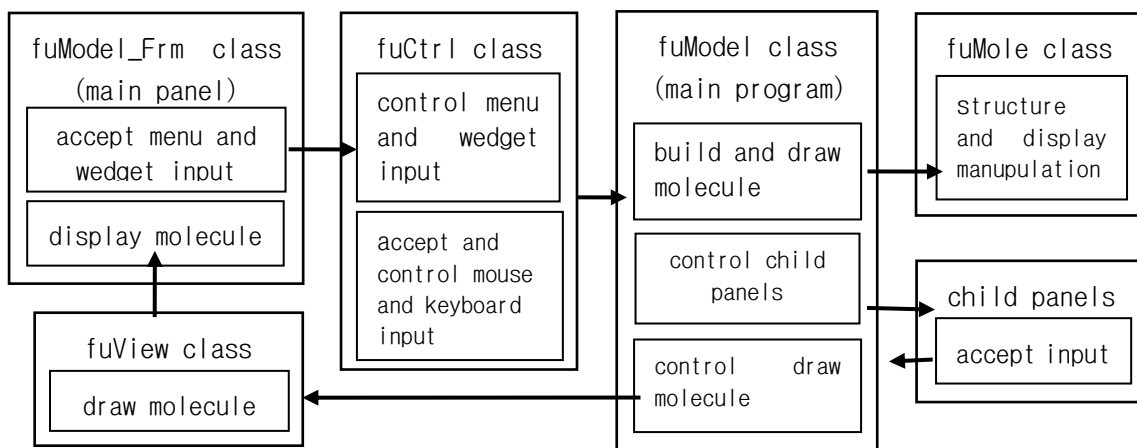 fuModel_Frm class
(main panel)
accept menu and
wedget input
display molecule
fuView class
draw molecule
fuCtrl class
control menu
and wedget
input
accept and
control mouse
and keyboard
input
fuModel class
(main program)
build and draw
molecule
control child
panels
control draw
molecule
fuMole class
structure
and display
manupulation
child panels
accept input